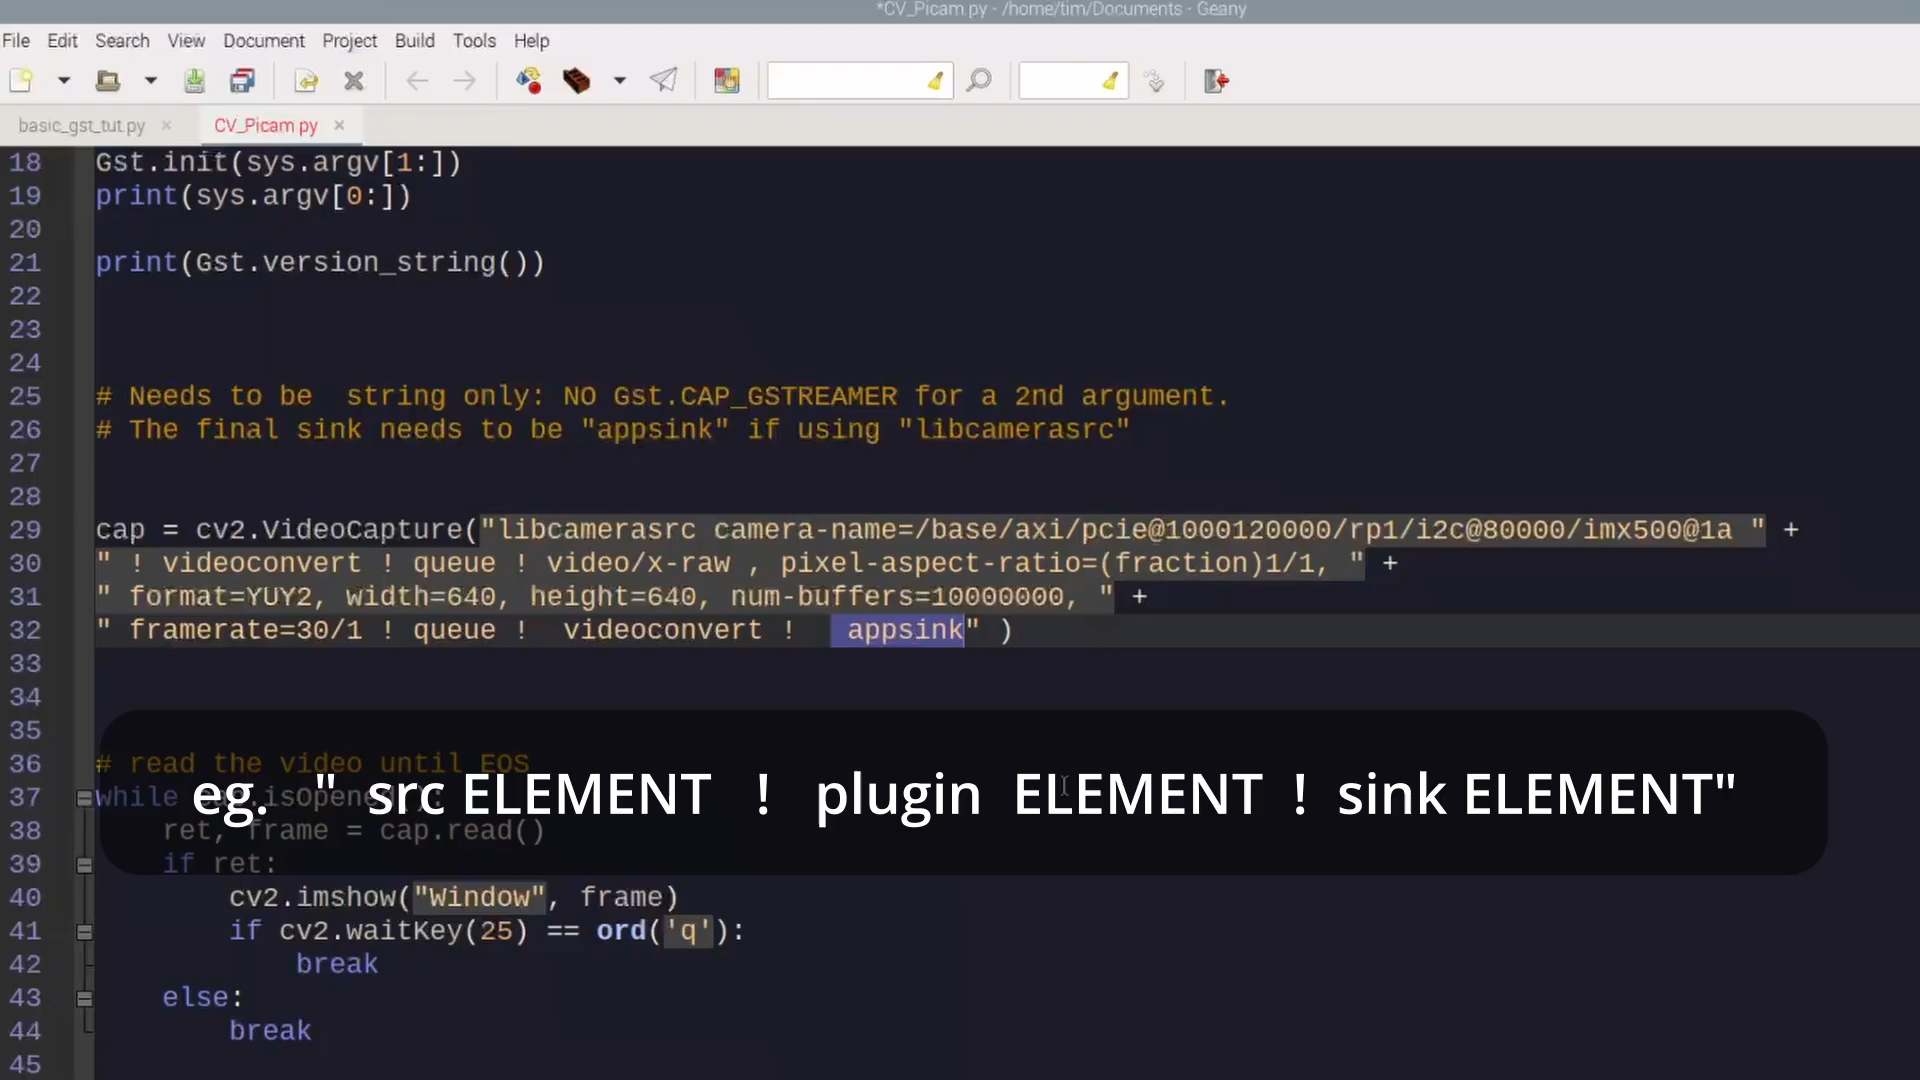 *CV_Picam.py - /home/tim/Documents - Geany
File Edit Search View Document Project Build Tools Help
basic_gst_tut.py × CV_Picam.py ×
18 Gst.init(sys.argv[1:])
19 print(sys.argv[0:])
20
21 print(Gst.version_string())
22
23
24
25 # Needs to be  string only: NO Gst.CAP_GSTREAMER for a 2nd argument.
26 # The final sink needs to be "appsink" if using "libcamerasrc"
27
28
29 cap = cv2.VideoCapture("libcamerasrc camera-name=/base/axi/pcie@1000120000/rp1/i2c@80000/imx500@1a " +
30 " ! videoconvert ! queue ! video/x-raw , pixel-aspect-ratio=(fraction)1/1, " +
31 " format=YUY2, width=640, height=640, num-buffers=10000000, " +
32 " framerate=30/1 ! queue !  videoconvert !   appsink" )
33
34
35
36 # read the video until EOS
eg. " src ELEMENT ! plugin ELEMENT ! sink ELEMENT"
37 while cap.isOpened():
38     ret, frame = cap.read()
39     if ret:
40         cv2.imshow("Window", frame)
41         if cv2.waitKey(25) == ord('q'):
42             break
43     else:
44         break
45